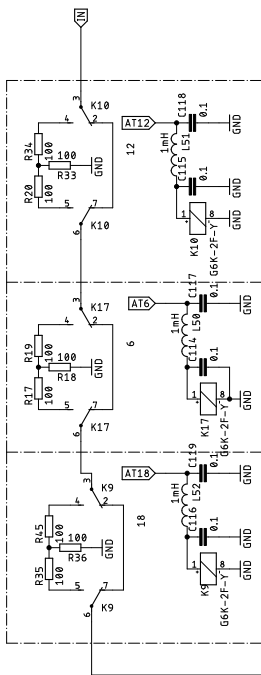 IN
3
K10
4
2
R34
100
100
R33
GND
R20
100
5
7
6
K10
12
AT12
C118
0.1
GND
1mH
L51
C115
0.1
GND
1
8
K10
G6K-2F-Y
GND
3
K17
4
2
R19
100
100
R18
GND
R17
100
5
7
6
K17
6
AT6
C117
0.1
GND
1mH
L50
C114
0.1
1
8
K17
G6K-2F-Y
GND
3
K9
4
2
R45
100
100
R36
GND
R35
100
5
7
6
K9
18
AT18
C119
0.1
GND
1mH
L52
C116
0.1
GND
1
8
K9
G6K-2F-Y
GND